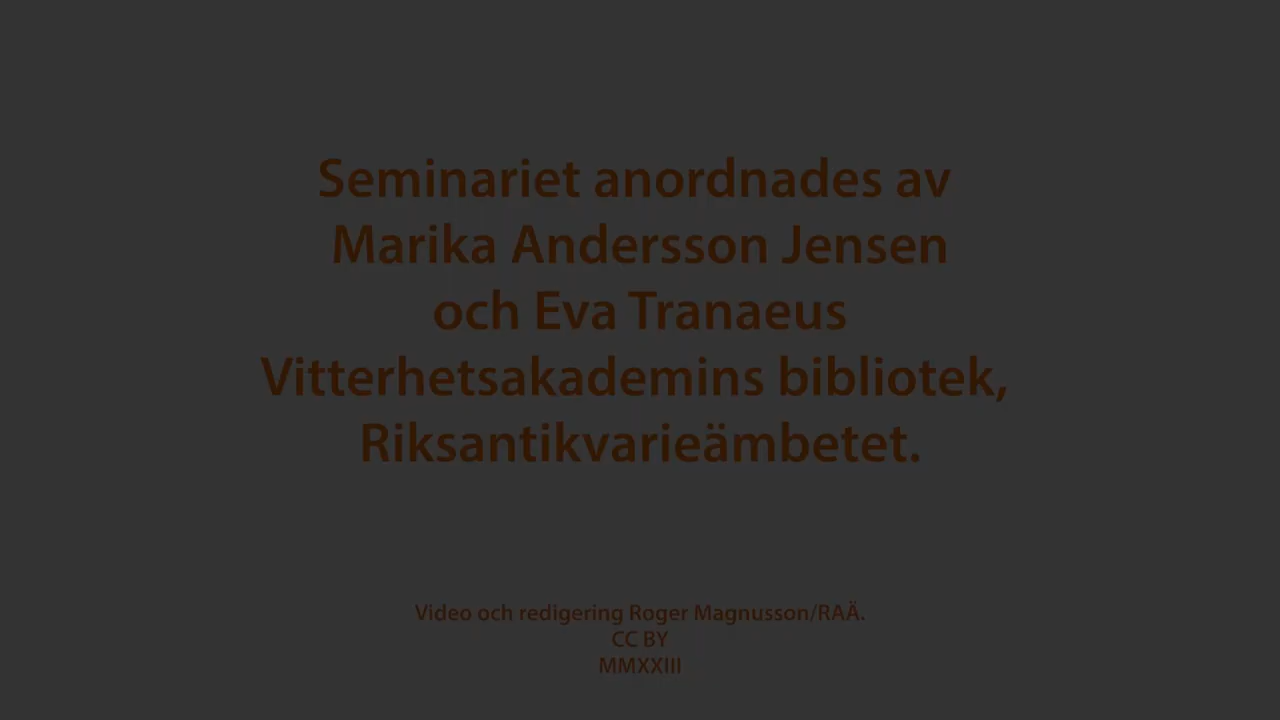 Seminariet anordnades av
Marika Andersson Jensen
och Eva Tranaeus
Vitterhetsakademins bibliotek,
Riksantikvarieämbetet.
Video och redigering Roger Magnusson/RAÄ.
CC BY
MMXXIII